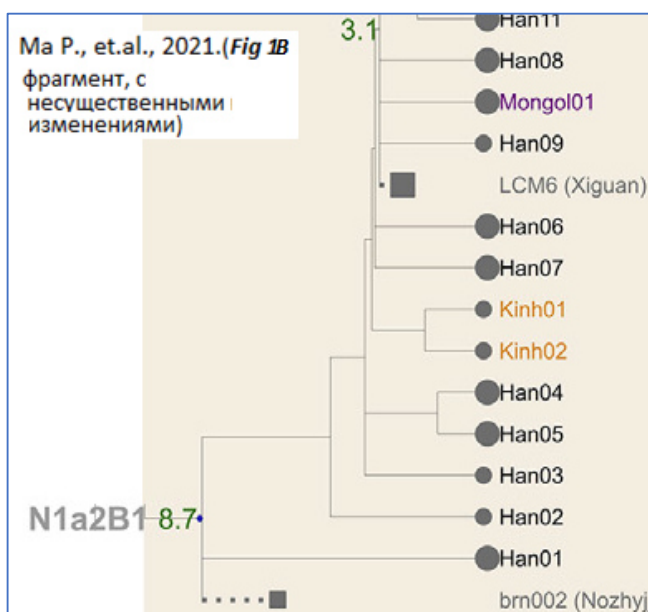 Ma P., et.al., 2021.(Fig 1B
фрагмент, с
несущественными
изменениями)
3.1
Han11
Han08
Mongol01
Han09
LCM6 (Xiguan)
Han06
Han07
Kinh01
Kinh02
Han04
Han05
Han03
Han02
N1a2B1 8.7
Han01
brn002 (Nozhyj